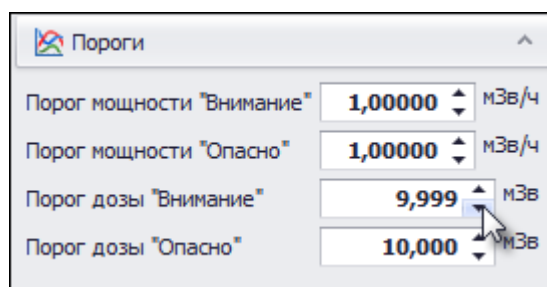 Пороги
Порог мощности "Внимание" 1,00000 мЗв/ч
Порог мощности "Опасно" 1,00000 мЗв/ч
Порог дозы "Внимание" 9,999 мЗв
Порог дозы "Опасно" 10,000 мЗв